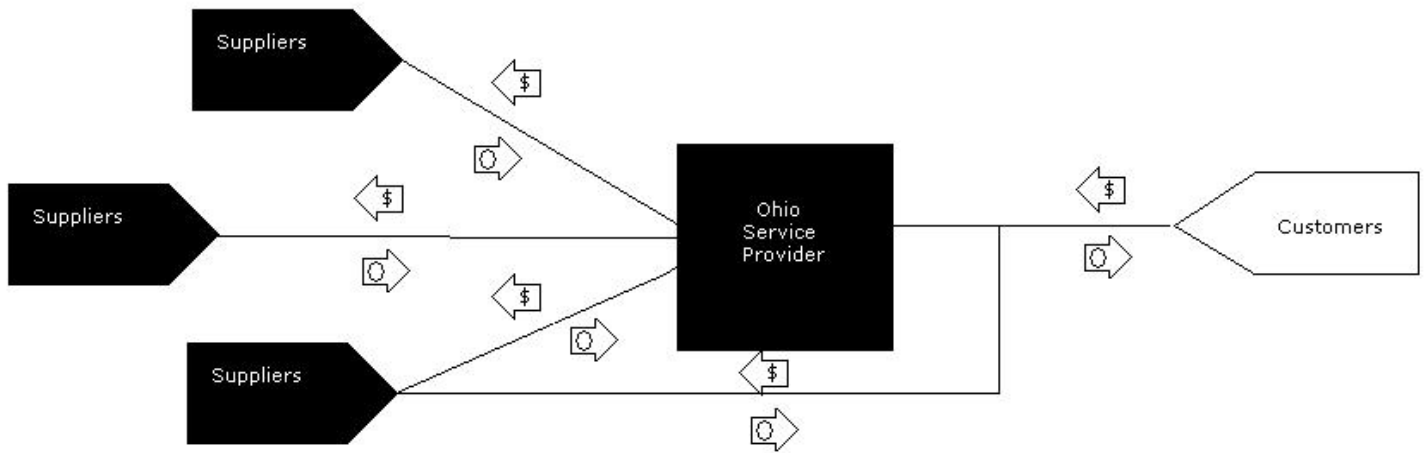 Suppliers
$
O
Suppliers
$
O
Ohio
Service
Provider
$
O
Customers
$
O
Suppliers
$
O